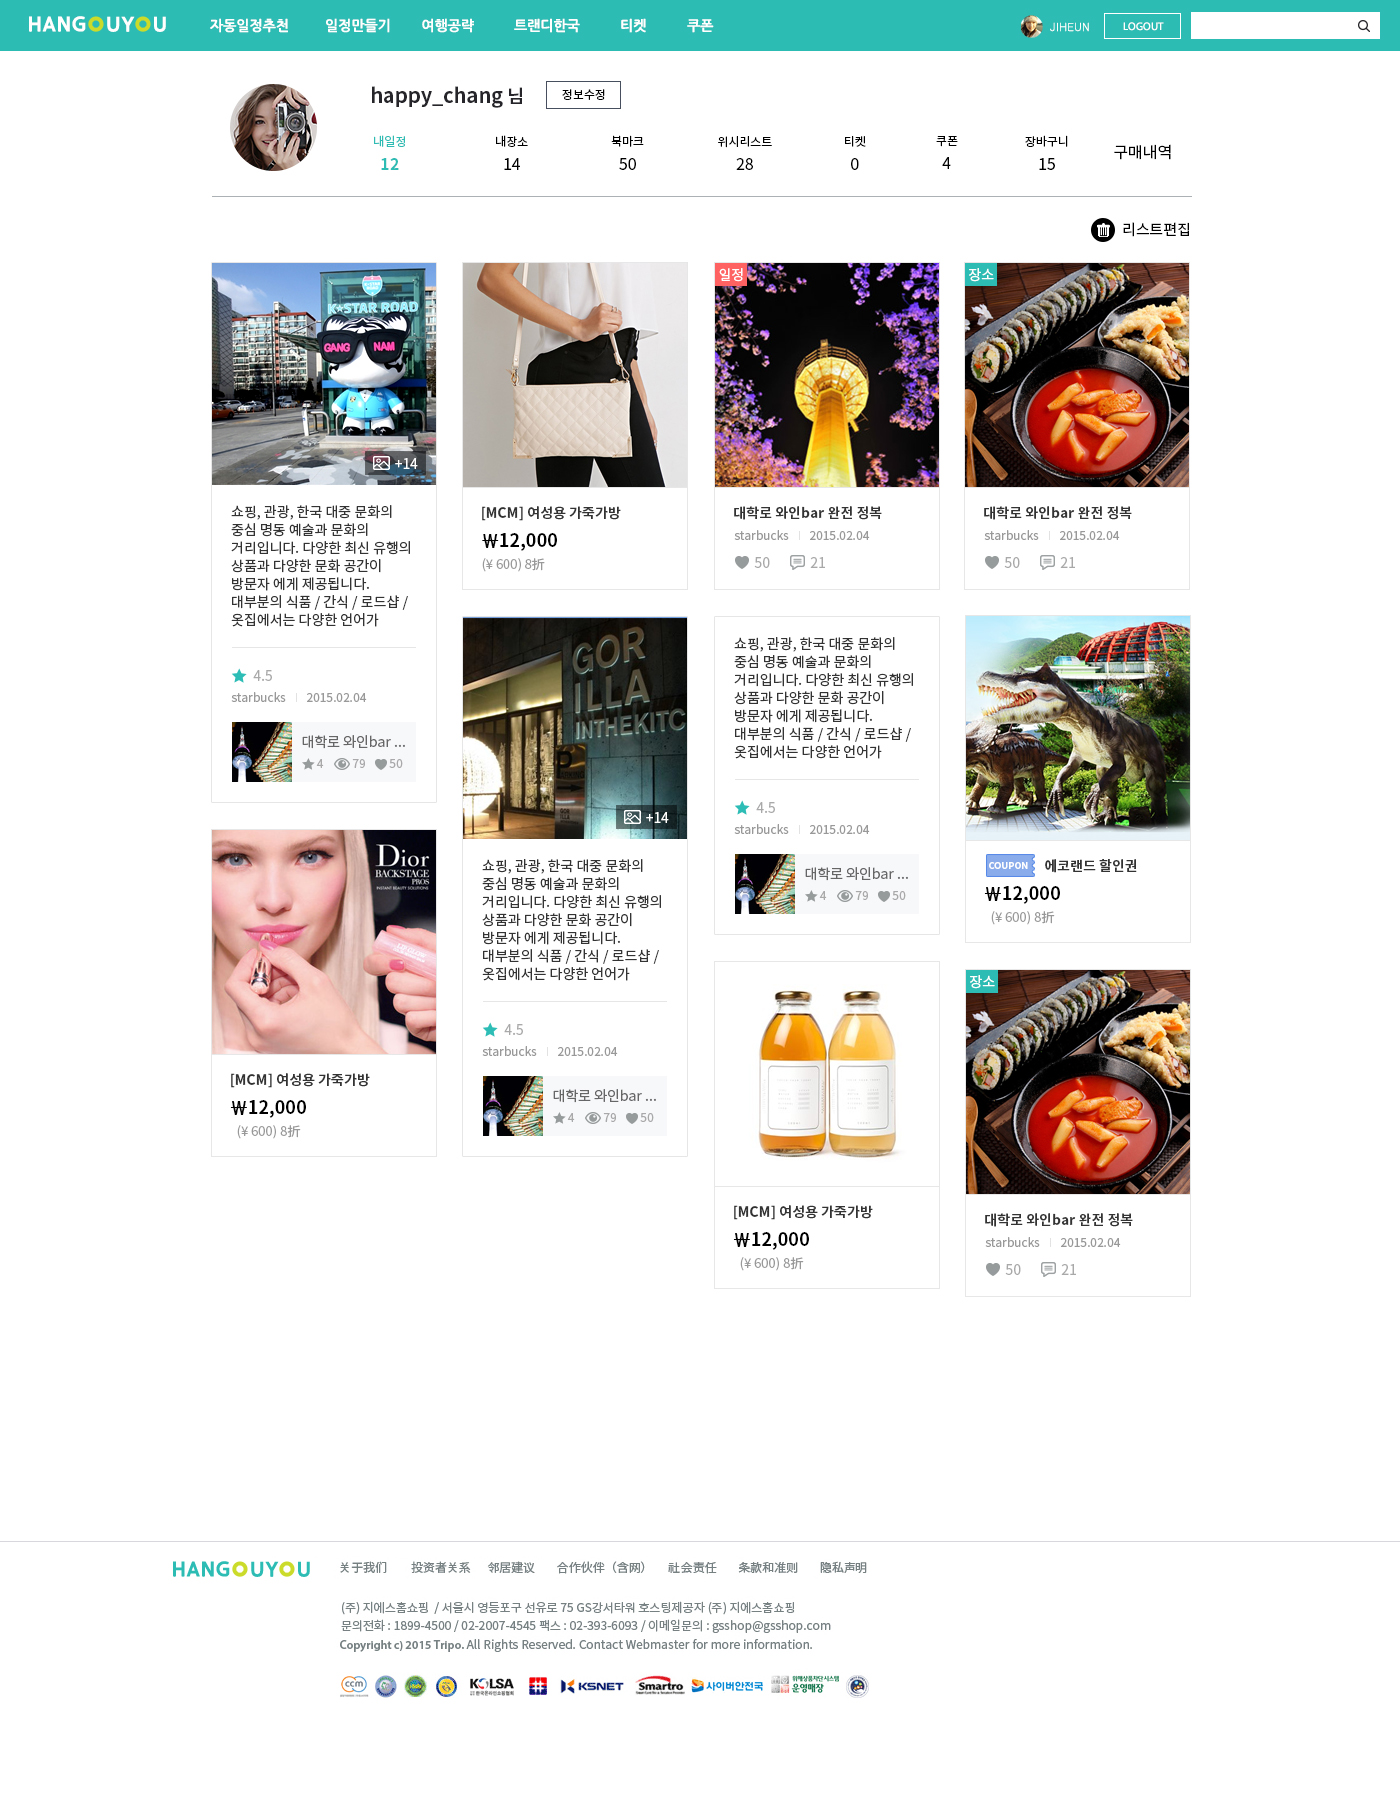 HANGOUYOU
자동일정추천 일정만들기 여행공략 트랜디한국 티켓 쿠폰
JIHEUN LOGOUT
happy_chang 님 정보수정
내일정 내장소 북마크 위시리스트 티켓 쿠폰 장바구니 구매내역
12 14 50 28 0 4 15
리스트편집
K★STAR ROAD
GANG NAM
+14
쇼핑, 관광, 한국 대중 문화의
중심 명동 예술과 문화의
거리입니다. 다양한 최신 유행의
상품과 다양한 문화 공간이
방문자 에게 제공됩니다.
대부분의 식품 / 간식 / 로드샵 /
옷집에서는 다양한 언어가
4.5
starbucks | 2015.02.04
대학로 와인bar ...
4 79 50
Dior
BACKSTAGE
PROS
INSTANT BEAUTY SOLUTIONS
[MCM] 여성용 가죽가방
₩12,000
(¥ 600) 8折
[MCM] 여성용 가죽가방
₩12,000
(¥ 600) 8折
GOR
ILLA
INTHEKITC
+14
쇼핑, 관광, 한국 대중 문화의
중심 명동 예술과 문화의
거리입니다. 다양한 최신 유행의
상품과 다양한 문화 공간이
방문자 에게 제공됩니다.
대부분의 식품 / 간식 / 로드샵 /
옷집에서는 다양한 언어가
4.5
starbucks | 2015.02.04
대학로 와인bar ...
4 79 50
일정
대학로 와인bar 완전 정복
starbucks | 2015.02.04
50 21
쇼핑, 관광, 한국 대중 문화의
중심 명동 예술과 문화의
거리입니다. 다양한 최신 유행의
상품과 다양한 문화 공간이
방문자 에게 제공됩니다.
대부분의 식품 / 간식 / 로드샵 /
옷집에서는 다양한 언어가
4.5
starbucks | 2015.02.04
대학로 와인bar ...
4 79 50
[MCM] 여성용 가죽가방
₩12,000
(¥ 600) 8折
장소
대학로 와인bar 완전 정복
starbucks | 2015.02.04
50 21
COUPON 에코랜드 할인권
₩12,000
(¥ 600) 8折
장소
대학로 와인bar 완전 정복
starbucks | 2015.02.04
50 21
HANGOUYOU
关于我们 投资者关系 邻居建议 合作伙伴（含网） 社会责任 条款和准则 隐私声明
(주) 지에스홈쇼핑 / 서울시 영등포구 선유로 75 GS강서타워 호스팅제공자 (주) 지에스홈쇼핑
문의전화 : 1899-4500 / 02-2007-4545 팩스 : 02-393-6093 / 이메일문의 : gsshop@gsshop.com
Copyright c) 2015 Tripo. All Rights Reserved. Contact Webmaster for more information.
ccm KOLSA KSNET Smartro 사이버안전국 위해상품차단시스템
운영매장